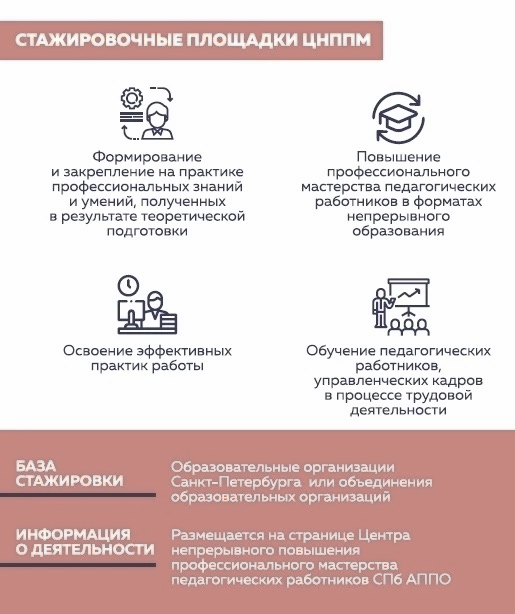 СТАЖИРОВОЧНЫЕ ПЛОЩАДКИ ЦНППМ
Формирование
и закрепление на практике
профессиональных знаний
и умений, полученных
в результате теоретической
подготовки
Повышение
профессионального
мастерства педагогических
работников в форматах
непрерывного
образования
Освоение эффективных
практик работы
Обучение педагогических
работников,
управленческих кадров
в процессе трудовой
деятельности
БАЗА
СТАЖИРОВКИ
Образовательные организации
Санкт-Петербурга или объединения
образовательных организаций
ИНФОРМАЦИЯ
О ДЕЯТЕЛЬНОСТИ
Размещается на странице Центра
непрерывного повышения
профессионального мастерства
педагогических работников СПб АППО